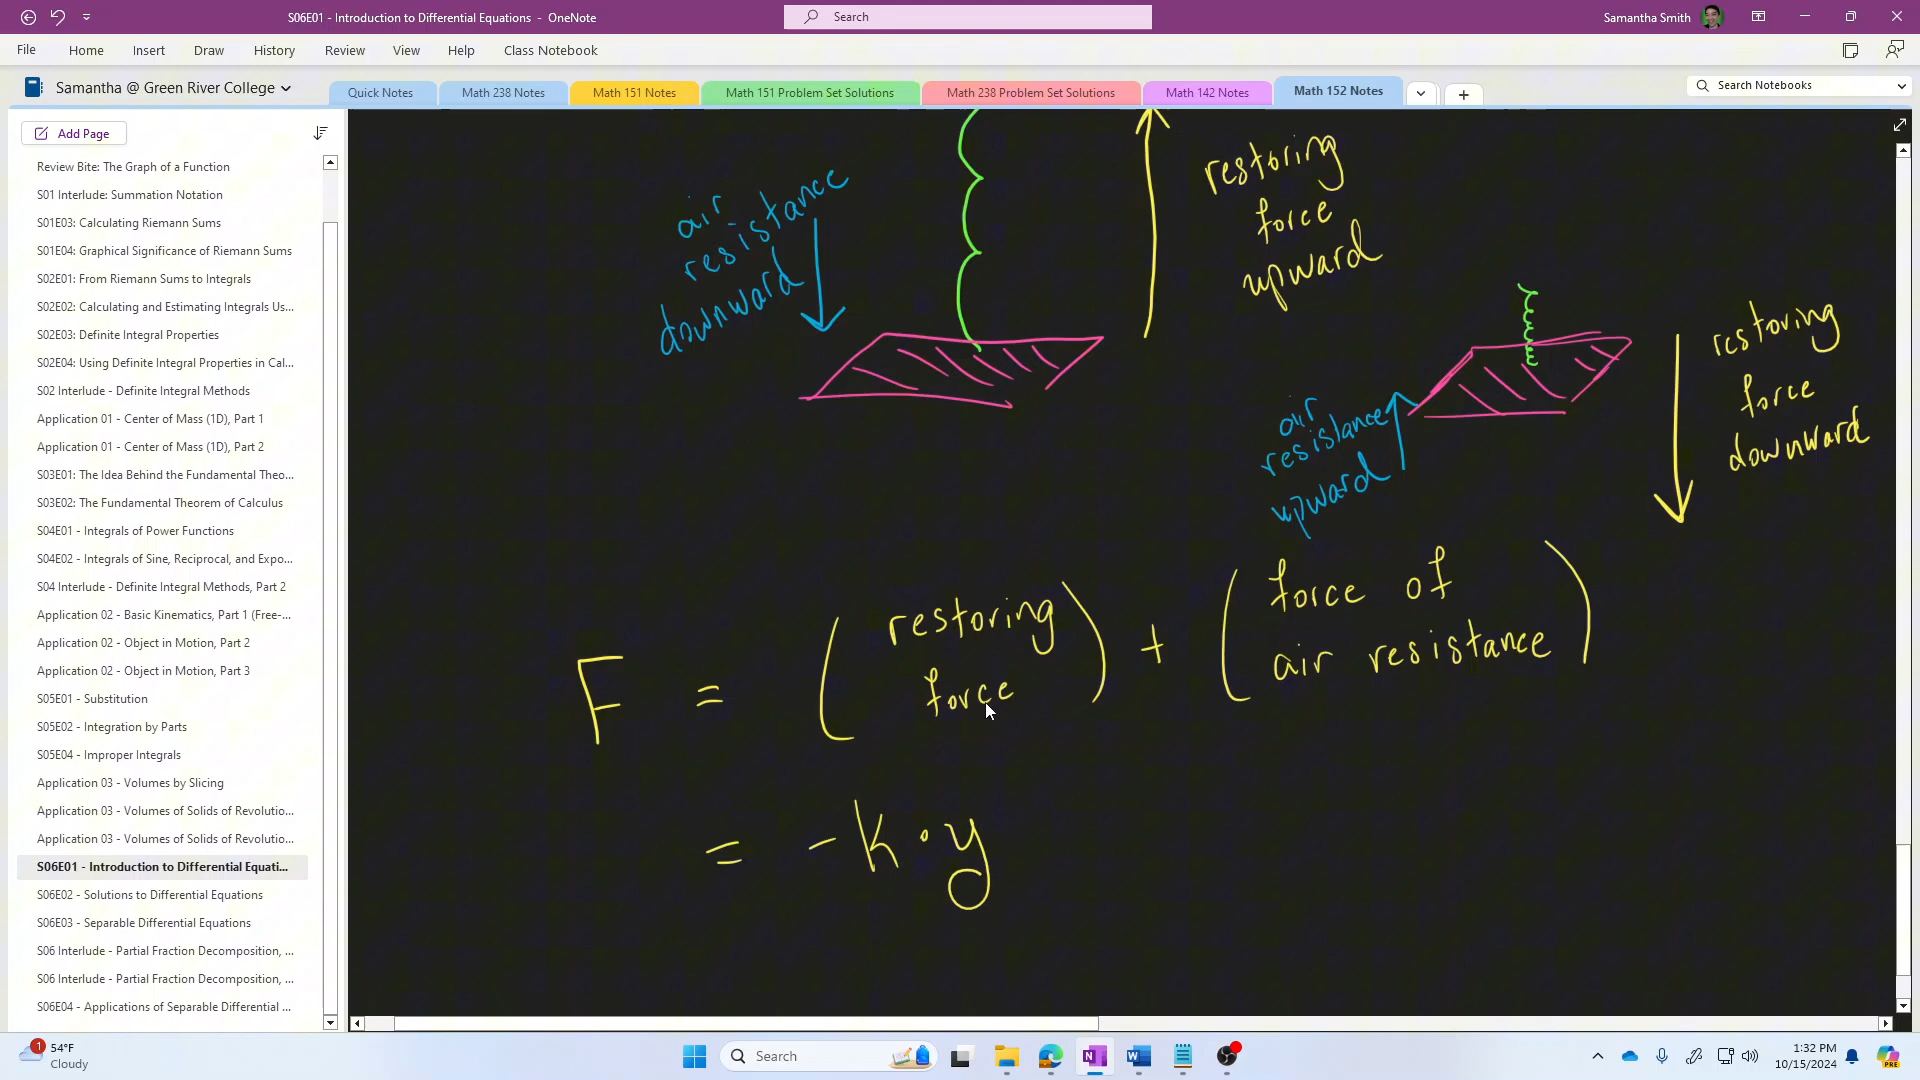 S06E01 - Introduction to Differential Equations - OneNote
Search
Samantha Smith
File Home Insert Draw History Review View Help Class Notebook
Samantha @ Green River College
Quick Notes
Math 238 Notes
Math 151 Notes
Math 151 Problem Set Solutions
Math 238 Problem Set Solutions
Math 142 Notes
Math 152 Notes
+
Search Notebooks
Add Page
Review Bite: The Graph of a Function
S01 Interlude: Summation Notation
S01E03: Calculating Riemann Sums
S01E04: Graphical Significance of Riemann Sums
S02E01: From Riemann Sums to Integrals
S02E02: Calculating and Estimating Integrals Us...
S02E03: Definite Integral Properties
S02E04: Using Definite Integral Properties in Cal...
S02 Interlude - Definite Integral Methods
Application 01 - Center of Mass (1D), Part 1
Application 01 - Center of Mass (1D), Part 2
S03E01: The Idea Behind the Fundamental Theo...
S03E02: The Fundamental Theorem of Calculus
S04E01 - Integrals of Power Functions
S04E02 - Integrals of Sine, Reciprocal, and Expo...
S04 Interlude - Definite Integral Methods, Part 2
Application 02 - Basic Kinematics, Part 1 (Free-...
Application 02 - Object in Motion, Part 2
Application 02 - Object in Motion, Part 3
S05E01 - Substitution
S05E02 - Integration by Parts
S05E04 - Improper Integrals
Application 03 - Volumes by Slicing
Application 03 - Volumes of Solids of Revolutio...
Application 03 - Volumes of Solids of Revolutio...
S06E01 - Introduction to Differential Equati...
S06E02 - Solutions to Differential Equations
S06E03 - Separable Differential Equations
S06 Interlude - Partial Fraction Decomposition, ...
S06 Interlude - Partial Fraction Decomposition, ...
S06E04 - Applications of Separable Differential ...
air
resistance
downward
restoring
force
upward
air
resistance
upward
restoring
force
downward
F = (restoring force) + (force of air resistance)
= -k · y
1
54°F
Cloudy
Search
1:32 PM
10/15/2024
PRE